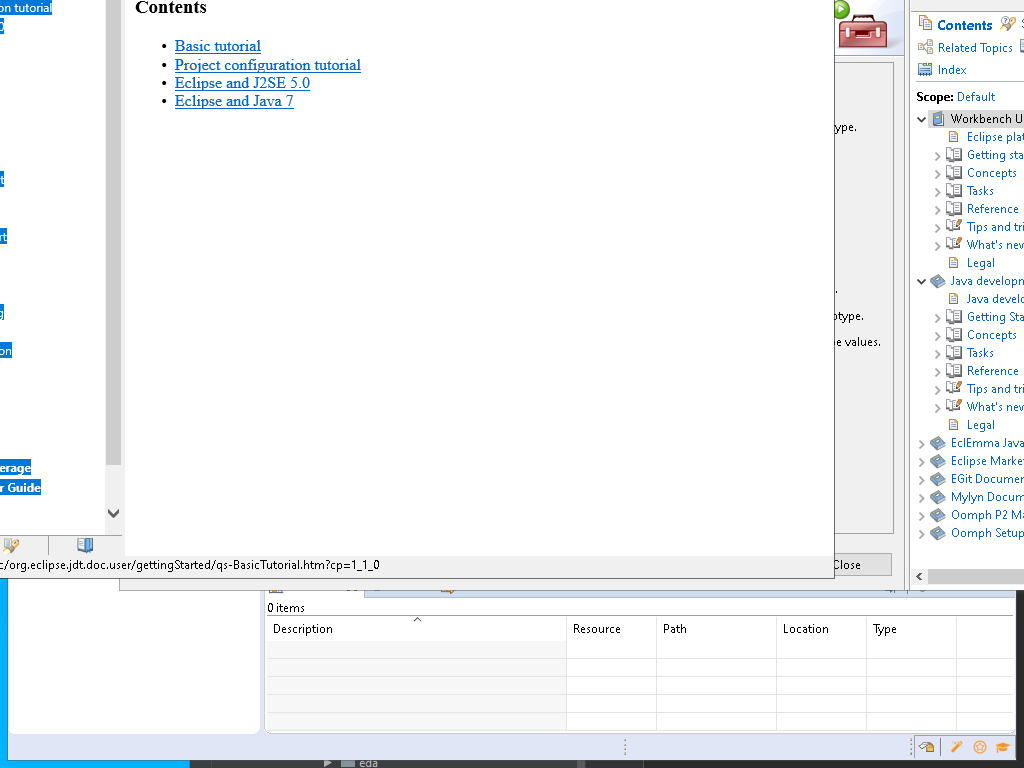 on tutorial
Contents
Basic tutorial
Project configuration tutorial
Eclipse and J2SE 5.0
Eclipse and Java 7
rt
on
erage
r Guide
c/org.eclipse.jdt.doc.user/gettingStarted/qs-BasicTutorial.htm?cp=1_1_0
ype.
otype.
e values.
Close
Contents
Related Topics
Index
Scope: Default
Workbench U
Eclipse plat
Getting sta
Concepts
Tasks
Reference
Tips and tri
What's new
Legal
Java developm
Java develo
Getting Sta
Concepts
Tasks
Reference
Tips and tri
What's new
Legal
EclEmma Java
Eclipse Marke
EGit Documen
Mylyn Docum
Oomph P2 Ma
Oomph Setup
0 items
Description Resource Path Location Type
eda